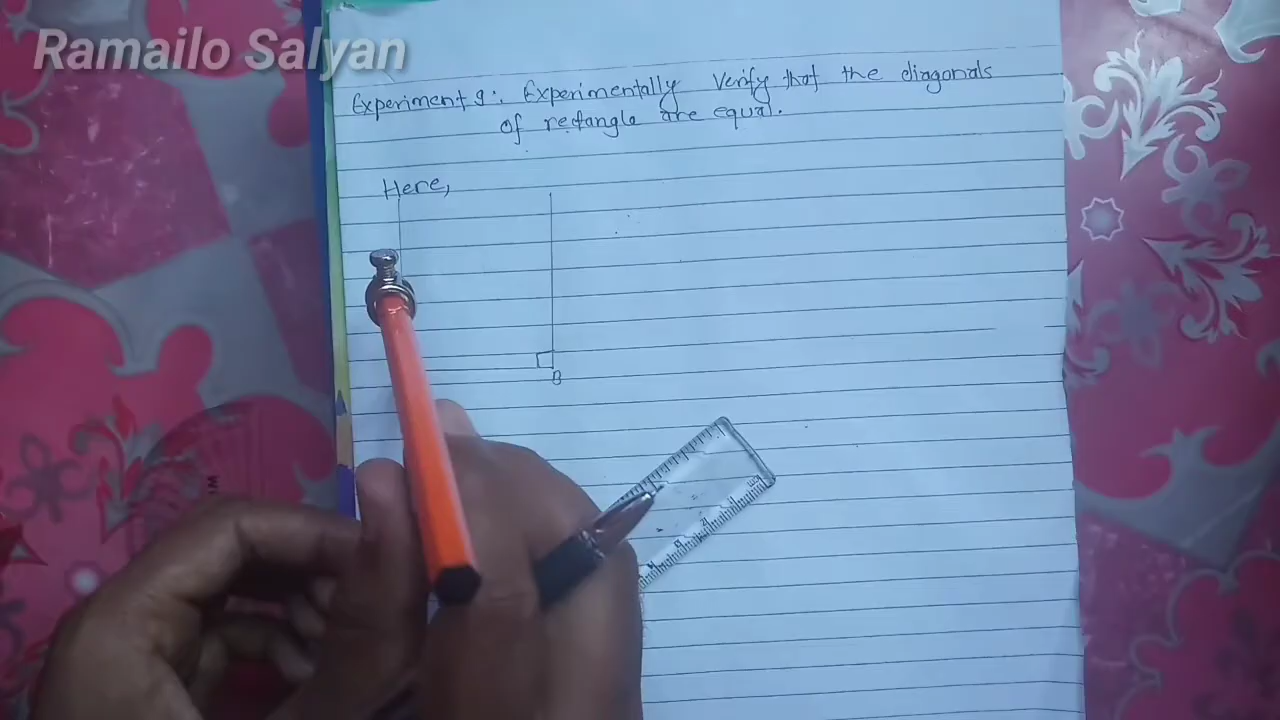 Ramailo Salyan
Experiment 9:. Experimentally Verify that the diagonals
of rectangle are equal.
Here,
B